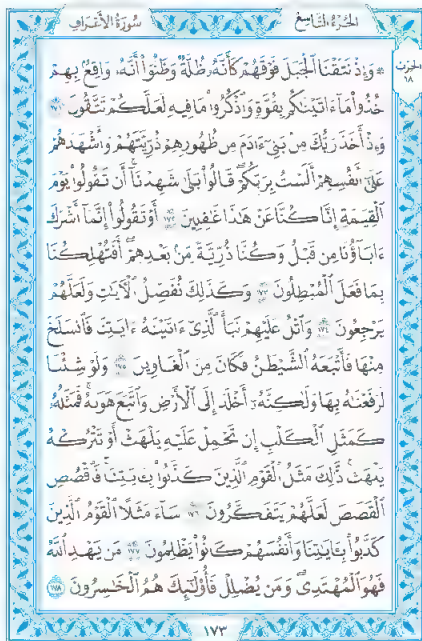 الجزء التاسع
سورة الأعراف
الحزب
١٨
۞ وَإِذْ نَتَقْنَا ٱلْجَبَلَ فَوْقَهُمْ كَأَنَّهُۥ ظُلَّةٌ وَظَنُّوٓا۟ أَنَّهُۥ وَاقِعٌۢ بِهِمْ
خُذُوا۟ مَآ ءَاتَيْنَٰكُم بِقُوَّةٍ وَٱذْكُرُوا۟ مَا فِيهِ لَعَلَّكُمْ تَتَّقُونَ ١٧١
وَإِذْ أَخَذَ رَبُّكَ مِنۢ بَنِىٓ ءَادَمَ مِن ظُهُورِهِمْ ذُرِّيَّتَهُمْ وَأَشْهَدَهُمْ
عَلَىٰٓ أَنفُسِهِمْ أَلَسْتُ بِرَبِّكُمْ ۖ قَالُوا۟ بَلَىٰ ۛ شَهِدْنَآ ۛ أَن تَقُولُوا۟ يَوْمَ
ٱلْقِيَٰمَةِ إِنَّا كُنَّا عَنْ هَٰذَا غَٰفِلِينَ ١٧٢ أَوْ تَقُولُوٓا۟ إِنَّمَآ أَشْرَكَ
ءَابَآؤُنَا مِن قَبْلُ وَكُنَّا ذُرِّيَّةً مِّنۢ بَعْدِهِمْ ۖ أَفَتُهْلِكُنَا
بِمَا فَعَلَ ٱلْمُبْطِلُونَ ١٧٣ وَكَذَٰلِكَ نُفَصِّلُ ٱلْءَايَٰتِ وَلَعَلَّهُمْ
يَرْجِعُونَ ١٧٤ وَٱتْلُ عَلَيْهِمْ نَبَأَ ٱلَّذِىٓ ءَاتَيْنَٰهُ ءَايَٰتِنَا فَٱنسَلَخَ
مِنْهَا فَأَتْبَعَهُ ٱلشَّيْطَٰنُ فَكَانَ مِنَ ٱلْغَاوِينَ ١٧٥ وَلَوْ شِئْنَا
لَرَفَعْنَٰهُ بِهَا وَلَٰكِنَّهُۥٓ أَخْلَدَ إِلَى ٱلْأَرْضِ وَٱتَّبَعَ هَوَىٰهُ ۚ فَمَثَلُهُۥ
كَمَثَلِ ٱلْكَلْبِ إِن تَحْمِلْ عَلَيْهِ يَلْهَثْ أَوْ تَتْرُكْهُ
يَلْهَث ۚ ذَّٰلِكَ مَثَلُ ٱلْقَوْمِ ٱلَّذِينَ كَذَّبُوا۟ بِـَٔايَٰتِنَا ۚ فَٱقْصُصِ
ٱلْقَصَصَ لَعَلَّهُمْ يَتَفَكَّرُونَ ١٧٦ سَآءَ مَثَلًا ٱلْقَوْمُ ٱلَّذِينَ
كَذَّبُوا۟ بِـَٔايَٰتِنَا وَأَنفُسَهُمْ كَانُوا۟ يَظْلِمُونَ ١٧٧ مَن يَهْدِ ٱللَّهُ
فَهُوَ ٱلْمُهْتَدِى ۖ وَمَن يُضْلِلْ فَأُو۟لَٰٓئِكَ هُمُ ٱلْخَٰسِرُونَ ١٧٨
١٧٣